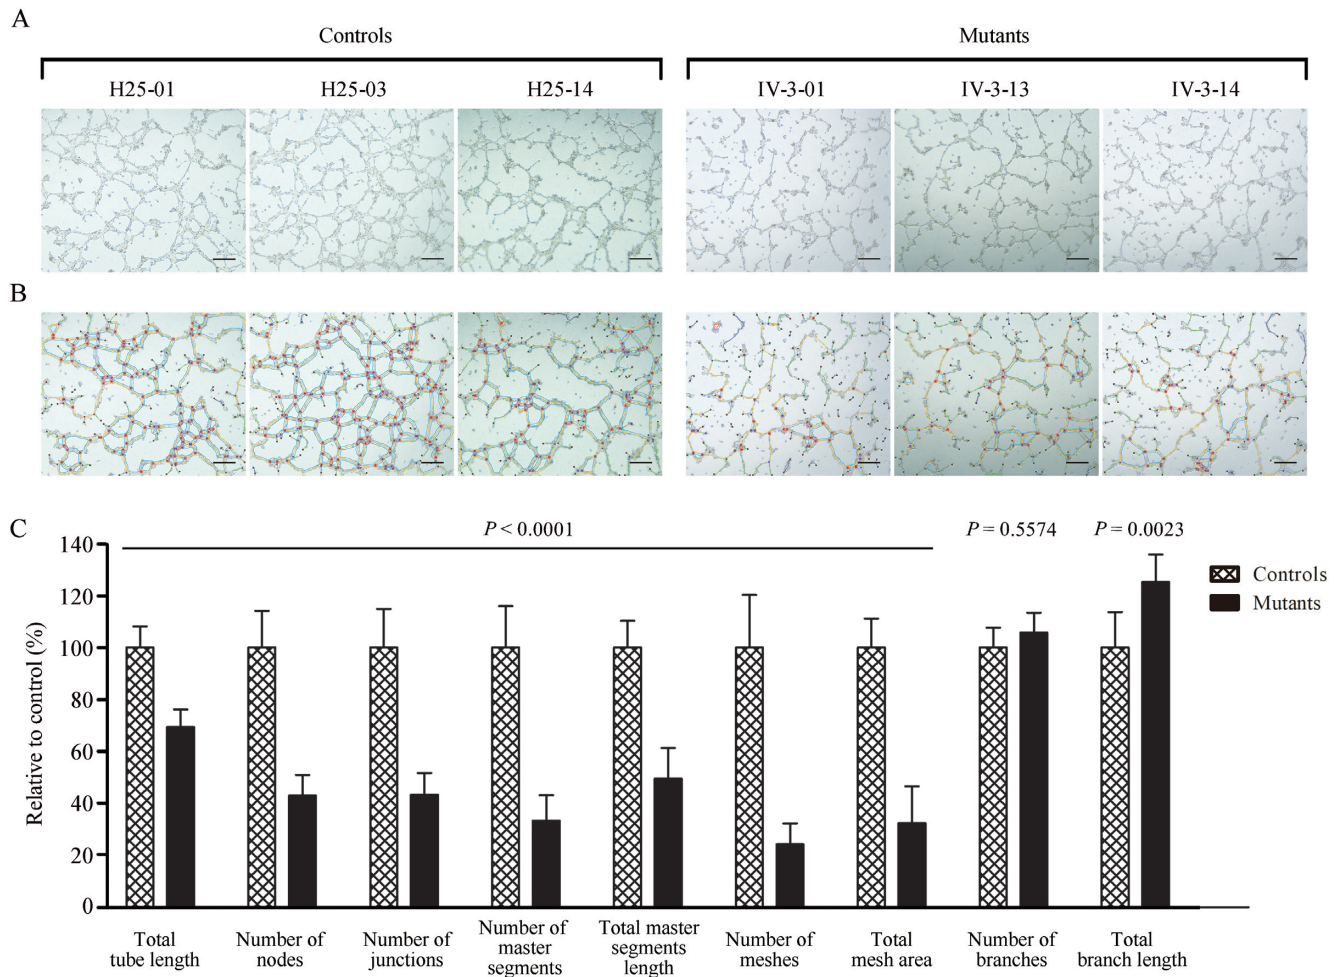 A
Controls
Mutants
H25-01
H25-03
H25-14
IV-3-01
IV-3-13
IV-3-14
B
C
P < 0.0001
P = 0.5574
P = 0.0023
Relative to control (%)
140
120
100
80
60
40
20
0
Controls
Mutants
Total
tube length
Number of
nodes
Number of
junctions
Number of
master
segments
Total master
segments
length
Number of
meshes
Total
mesh area
Number of
branches
Total
branch length